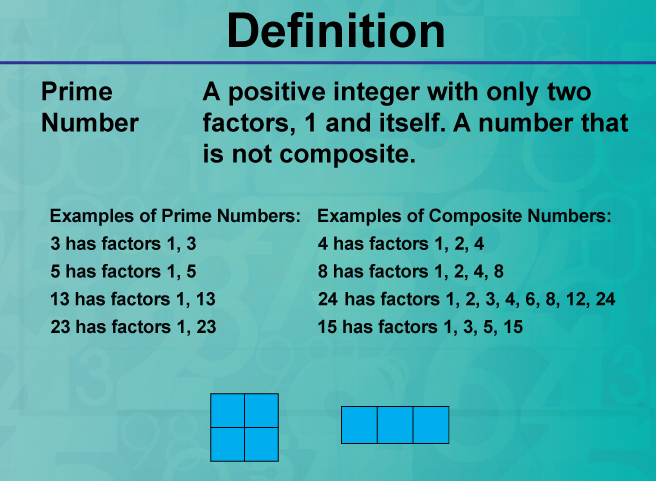 Definition
Prime
Number
A positive integer with only two
factors, 1 and itself. A number that
is not composite.
Examples of Prime Numbers:
3 has factors 1, 3
5 has factors 1, 5
13 has factors 1, 13
23 has factors 1, 23
Examples of Composite Numbers:
4 has factors 1, 2, 4
8 has factors 1, 2, 4, 8
24 has factors 1, 2, 3, 4, 6, 8, 12, 24
15 has factors 1, 3, 5, 15